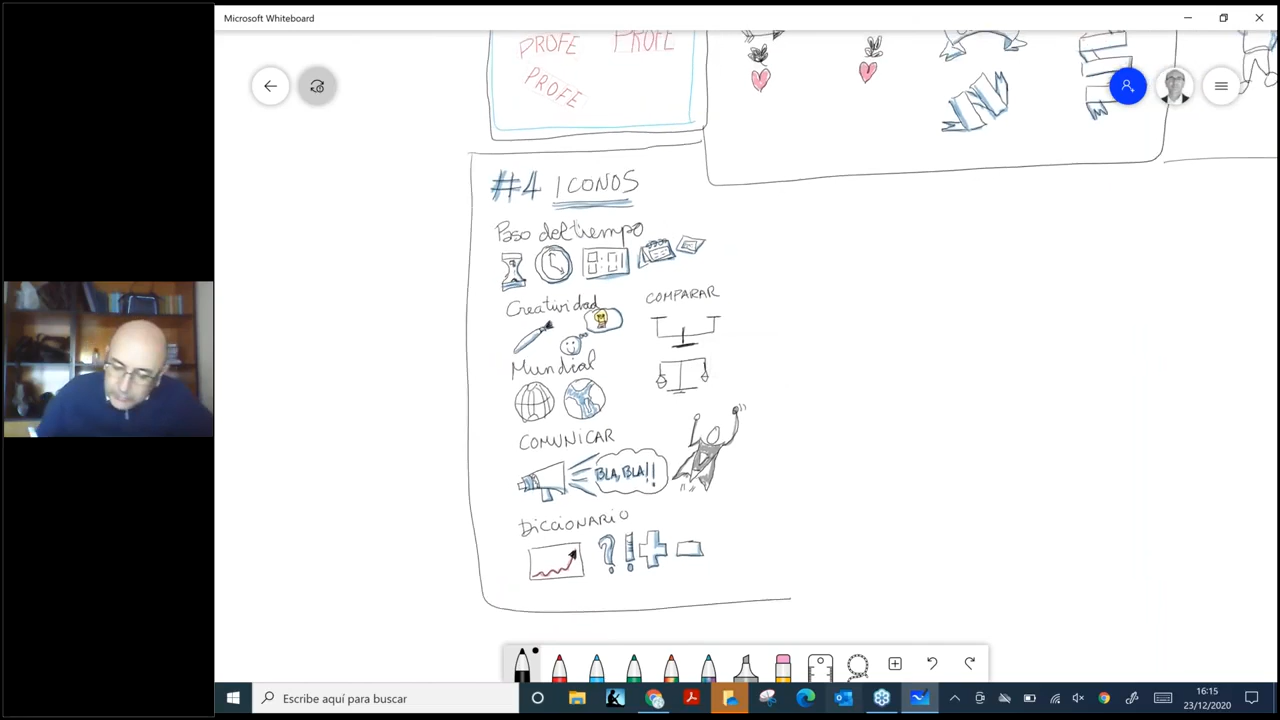 Microsoft Whiteboard
PROFE PROFE
PROFE
#4 ICONOS
Paso del tiempo
Creatividad
COMPARAR
Mundial
COMUNICAR
BLA, BLA!!
DICCIONARIO
? ! + -
Escribe aquí para buscar
16:15
23/12/2020